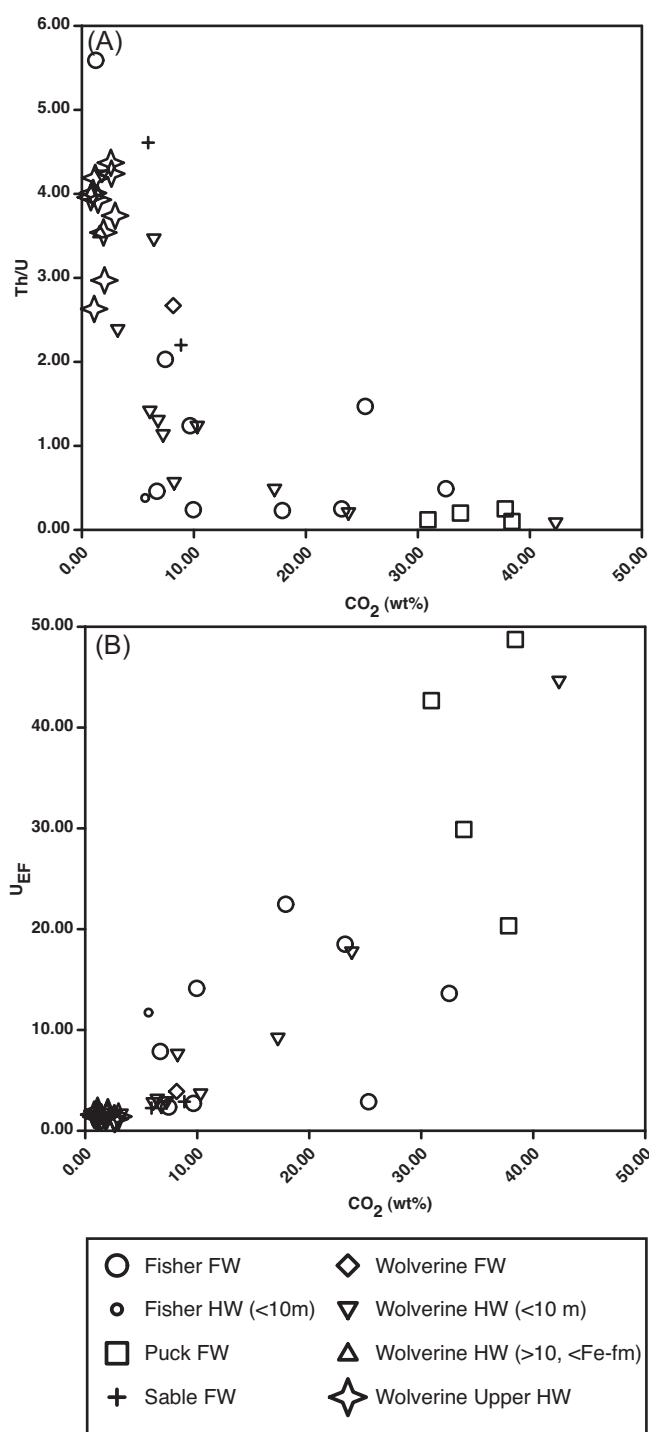 (A)
6.00
5.00
4.00
3.00
2.00
1.00
0.00
Th/U
0.00 10.00 20.00 30.00 40.00 50.00
CO2 (wt%)
(B)
50.00
40.00
30.00
20.00
10.00
0.00
UEF
0.00 10.00 20.00 30.00 40.00 50.00
CO2 (wt%)
Fisher FW
Fisher HW (<10m)
Puck FW
Sable FW
Wolverine FW
Wolverine HW (<10 m)
Wolverine HW (>10, <Fe-fm)
Wolverine Upper HW